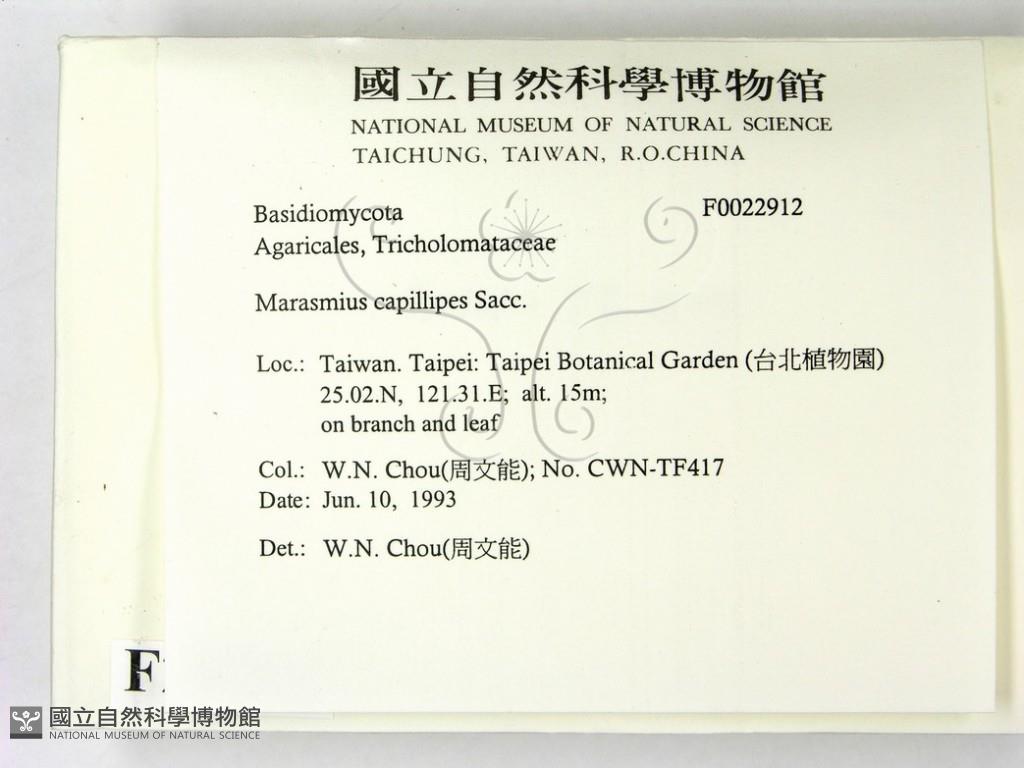 國立自然科學博物館
NATIONAL MUSEUM OF NATURAL SCIENCE
TAICHUNG, TAIWAN, R.O.CHINA
Basidiomycota F0022912
Agaricales, Tricholomataceae
Marasmius capillipes Sacc.
Loc.: Taiwan. Taipei: Taipei Botanical Garden (台北植物園)
25.02.N, 121.31.E; alt. 15m;
on branch and leaf
Col.: W.N. Chou(周文能); No. CWN-TF417
Date: Jun. 10, 1993
Det.: W.N. Chou(周文能)
F
國立自然科學博物館
NATIONAL MUSEUM OF NATURAL SCIENCE